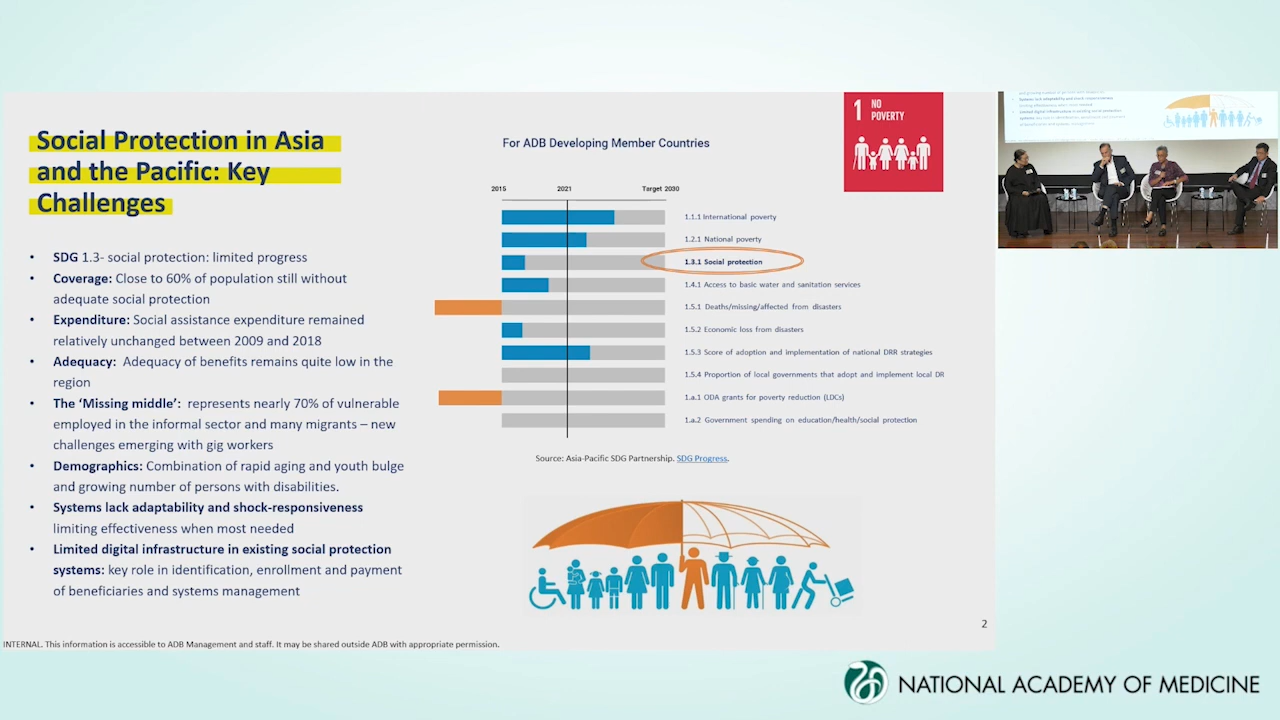 Social Protection in Asia
and the Pacific: Key
Challenges
• SDG 1.3- social protection: limited progress
• Coverage: Close to 60% of population still without
adequate social protection
• Expenditure: Social assistance expenditure remained
relatively unchanged between 2009 and 2018
• Adequacy: Adequacy of benefits remains quite low in the
region
• The ‘Missing middle’: represents nearly 70% of vulnerable
employed in the informal sector and many migrants – new
challenges emerging with gig workers
• Demographics: Combination of rapid aging and youth bulge
and growing number of persons with disabilities.
• Systems lack adaptability and shock-responsiveness
limiting effectiveness when most needed
• Limited digital infrastructure in existing social protection
systems: key role in identification, enrollment and payment
of beneficiaries and systems management
For ADB Developing Member Countries
1 NO
POVERTY
2015 2021 Target 2030
1.1.1 International poverty
1.2.1 National poverty
1.3.1 Social protection
1.4.1 Access to basic water and sanitation services
1.5.1 Deaths/missing/affected from disasters
1.5.2 Economic loss from disasters
1.5.3 Score of adoption and implementation of national DRR strategies
1.5.4 Proportion of local governments that adopt and implement local DR
1.a.1 ODA grants for poverty reduction (LDCs)
1.a.2 Government spending on education/health/social protection
Source: Asia-Pacific SDG Partnership. SDG Progress.
2
INTERNAL. This information is accessible to ADB Management and staff. It may be shared outside ADB with appropriate permission.
NATIONAL ACADEMY OF MEDICINE